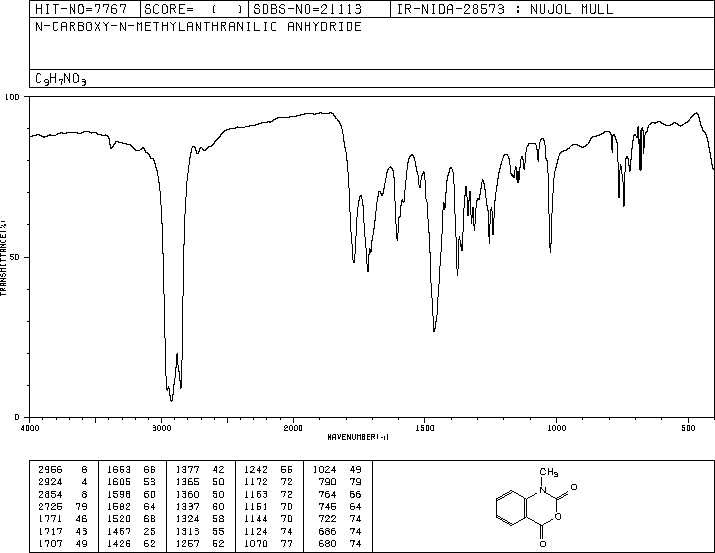 HIT-NO=7767 SCORE= ( ) SDBS-NO=21113 IR-NIDA-28573 : NUJOL MULL
N-CARBOXY-N-METHYLANTHRANILIC ANHYDRIDE
C9H7NO3
100
50
0
TRANSMITTANCE(%)
4000 3000 2000 1500 1000 500
WAVENUMBER(-1)
2956 6 1653 66 1377 42 1242 55 1024 49
2924 4 1605 53 1365 50 1172 72 790 79
2854 8 1598 60 1360 50 1163 72 764 66
2725 79 1582 64 1337 60 1151 70 745 64
1771 46 1520 68 1324 58 1144 70 722 74
1717 43 1467 25 1313 55 1124 74 686 74
1707 49 1426 62 1257 52 1070 77 680 74
CH3
N
O
O
O